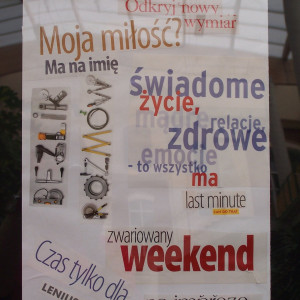 Odkryj nowy
wymiar
Moja miłość?
Ma na imię
świadome
życie,
mądre relacje,
zdrowe
emocje
- to wszystko
ma
last minute
zwariowany
weekend
Czas tylko dla